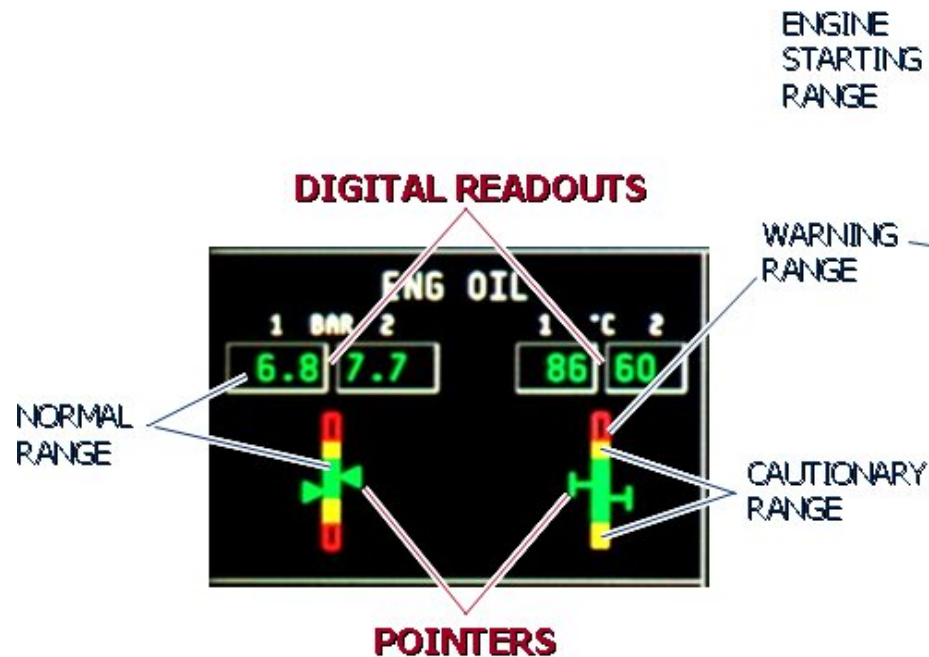 ENGINE
STARTING
RANGE
DIGITAL READOUTS
WARNING
RANGE
ENG OIL
1 BAR 2
1 °C 2
6.8 7.7
86 60
NORMAL
RANGE
CAUTIONARY
RANGE
POINTERS